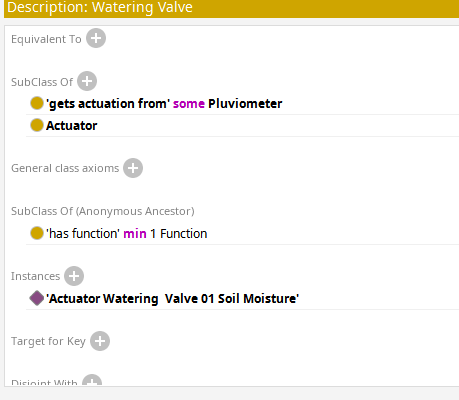 Description: Watering Valve
Equivalent To
SubClass Of
'gets actuation from' some Pluviometer
Actuator
General class axioms
SubClass Of (Anonymous Ancestor)
'has function' min 1 Function
Instances
'Actuator Watering  Valve 01 Soil Moisture'
Target for Key
Disjoint With